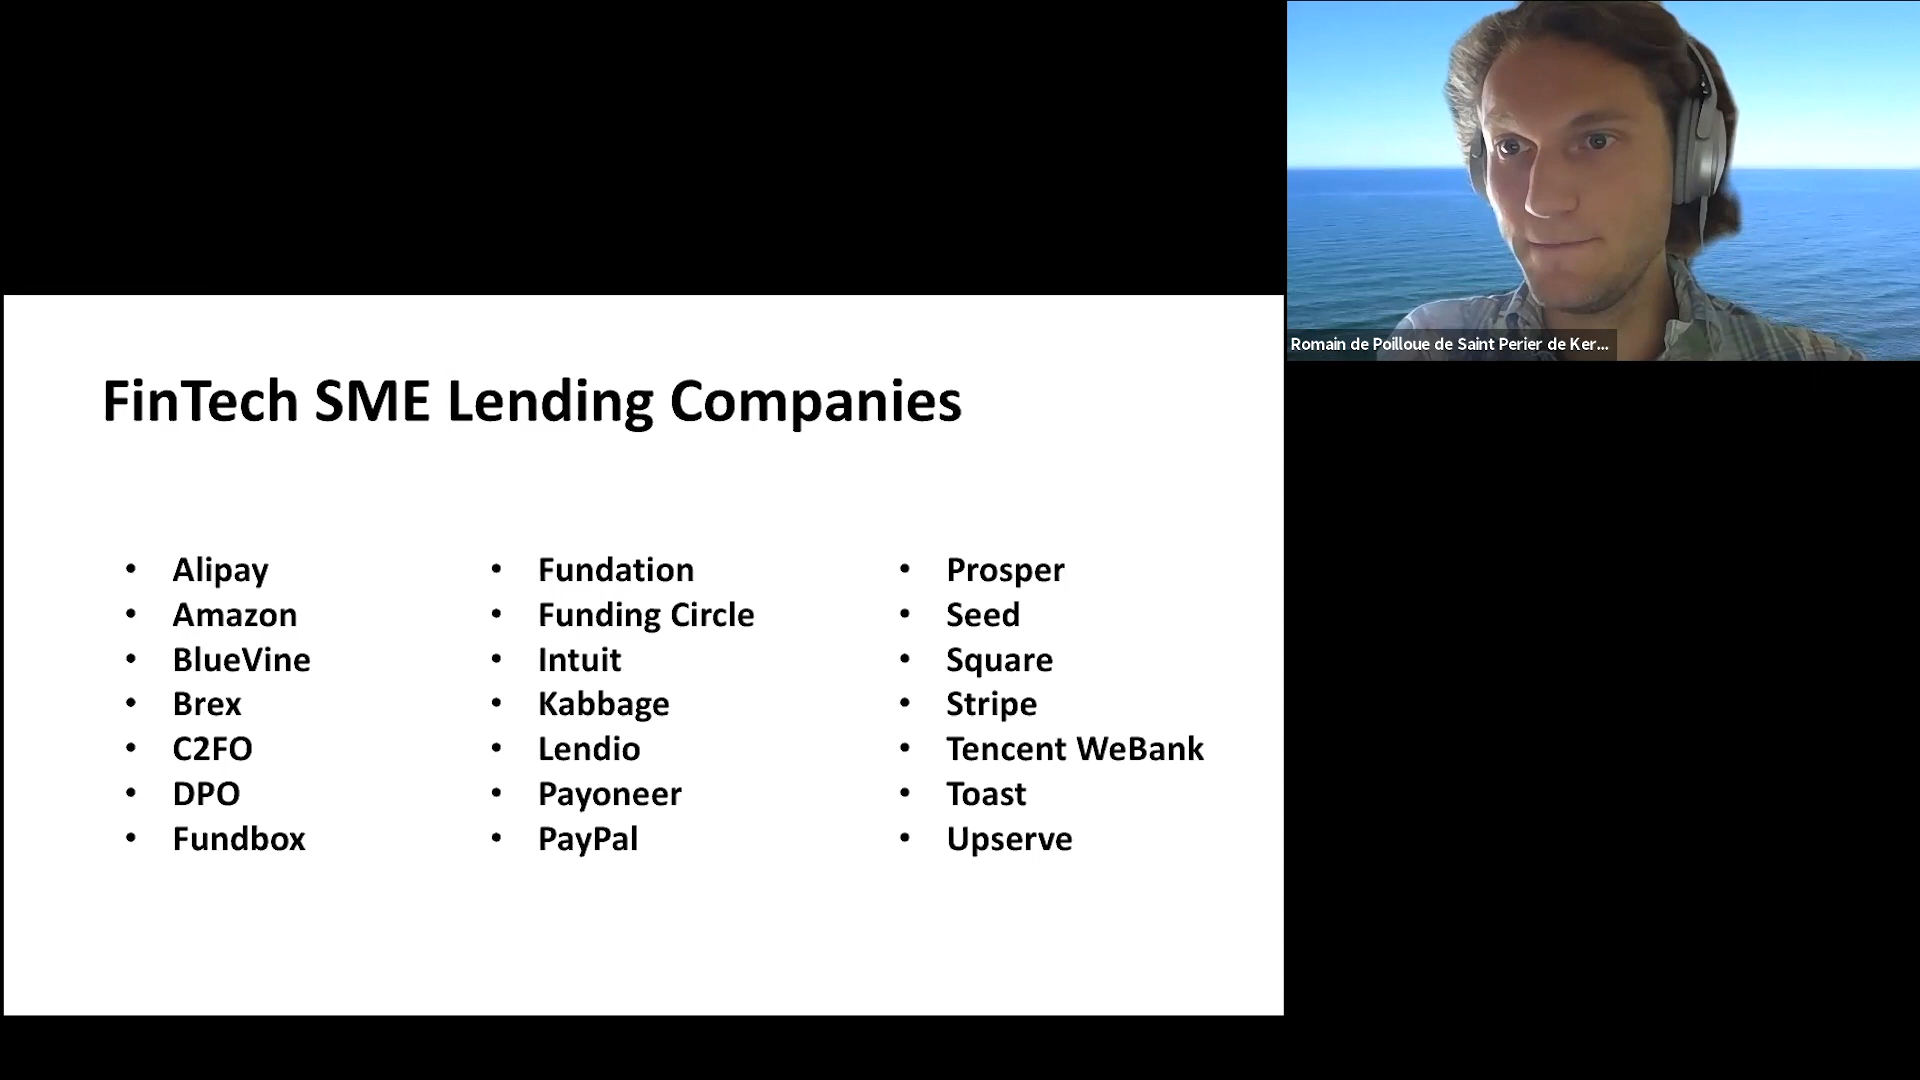 Romain de Poilloue de Saint Perier de Ker...
FinTech SME Lending Companies
• Alipay
• Amazon
• BlueVine
• Brex
• C2FO
• DPO
• Fundbox
• Fundation
• Funding Circle
• Intuit
• Kabbage
• Lendio
• Payoneer
• PayPal
• Prosper
• Seed
• Square
• Stripe
• Tencent WeBank
• Toast
• Upserve